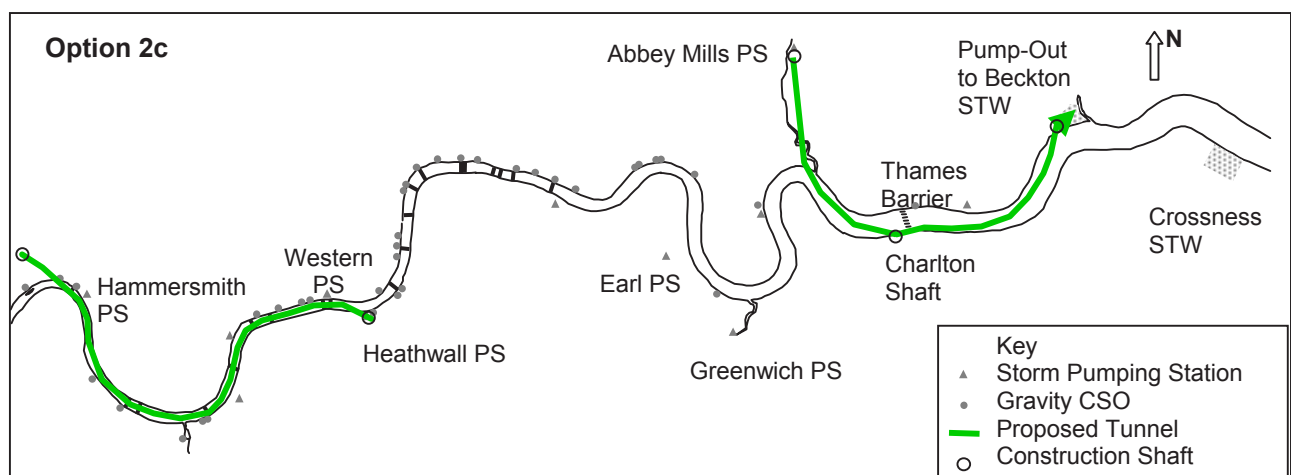 Option 2c
Abbey Mills PS
Pump-Out
to Beckton
STW
N
Thames
Barrier
Crossness
STW
Hammersmith
PS
Western
PS
Earl PS
Charlton
Shaft
Heathwall PS
Greenwich PS
Key
Storm Pumping Station
Gravity CSO
Proposed Tunnel
Construction Shaft